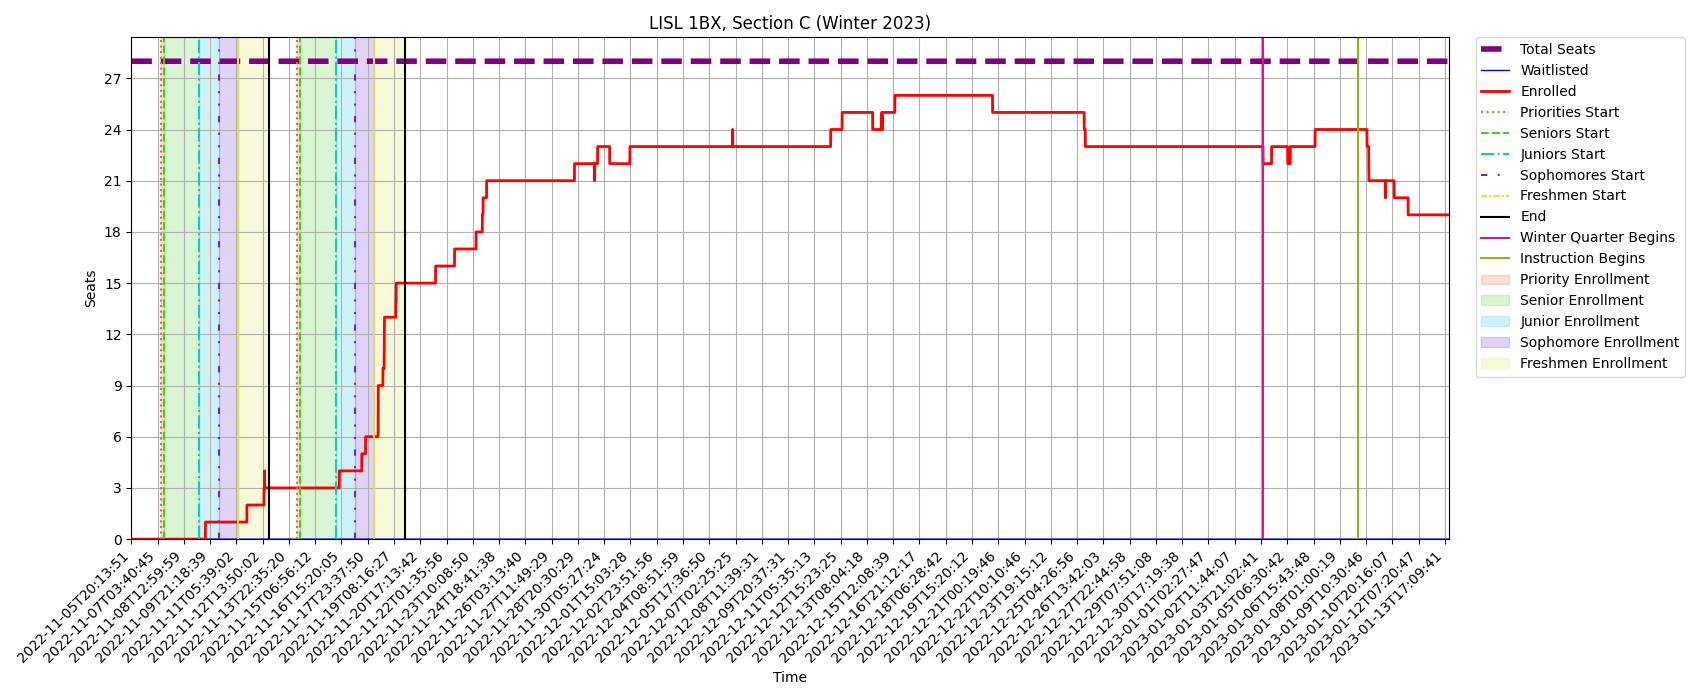 LISL 1BX, Section C (Winter 2023)
Seats
27
24
21
18
15
12
9
6
3
0
2022-11-05T20:13:51
2022-11-07T03:40:45
2022-11-08T12:59:59
2022-11-09T21:18:39
2022-11-11T05:39:02
2022-11-12T13:50:02
2022-11-13T22:35:20
2022-11-15T06:56:12
2022-11-16T15:20:05
2022-11-17T23:37:50
2022-11-19T08:16:27
2022-11-20T17:13:42
2022-11-22T01:35:56
2022-11-23T10:08:50
2022-11-24T18:41:38
2022-11-26T03:13:40
2022-11-27T11:49:29
2022-11-28T20:30:29
2022-11-30T05:27:24
2022-12-01T15:03:28
2022-12-02T23:51:56
2022-12-04T08:51:59
2022-12-05T17:36:50
2022-12-07T02:25:25
2022-12-08T11:39:31
2022-12-09T20:37:31
2022-12-11T05:35:13
2022-12-12T15:23:25
2022-12-13T08:04:18
2022-12-15T12:08:39
2022-12-16T21:12:17
2022-12-18T06:28:42
2022-12-19T15:20:12
2022-12-21T00:19:46
2022-12-22T10:10:46
2022-12-23T19:15:12
2022-12-25T04:26:56
2022-12-26T13:42:03
2022-12-27T22:44:58
2022-12-29T07:51:08
2022-12-30T17:19:38
2023-01-01T02:27:47
2023-01-02T11:44:07
2023-01-03T21:02:41
2023-01-05T06:30:42
2023-01-06T15:43:48
2023-01-08T01:00:19
2023-01-09T10:30:46
2023-01-10T20:16:07
2023-01-12T07:20:47
2023-01-13T17:09:41
Time
Total Seats
Waitlisted
Enrolled
Priorities Start
Seniors Start
Juniors Start
Sophomores Start
Freshmen Start
End
Winter Quarter Begins
Instruction Begins
Priority Enrollment
Senior Enrollment
Junior Enrollment
Sophomore Enrollment
Freshmen Enrollment